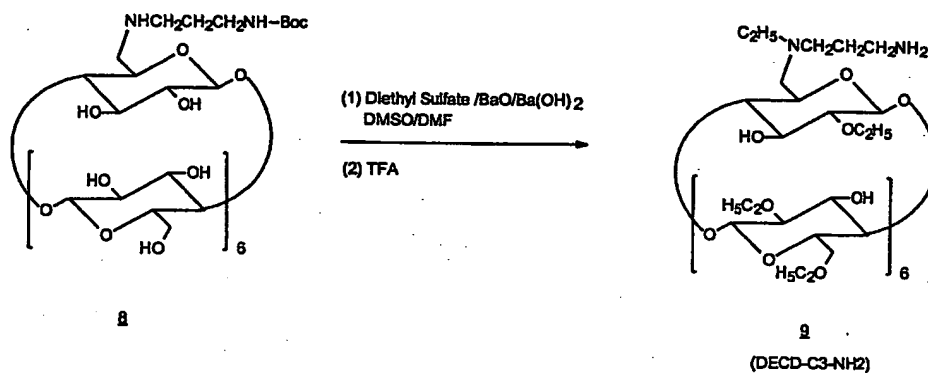 NHCH2CH2CH2NH-Boc
O
O
HO
OH
HO
OH
O
O
HO
6
8
(1) Diethyl Sulfate /BaO/Ba(OH)2
DMSO/DMF
(2) TFA
C2H5
NCH2CH2CH2NH2
O
O
HO
OC2H5
H5C2O
OH
O
O
H5C2O
6
9
(DECD-C3-NH2)